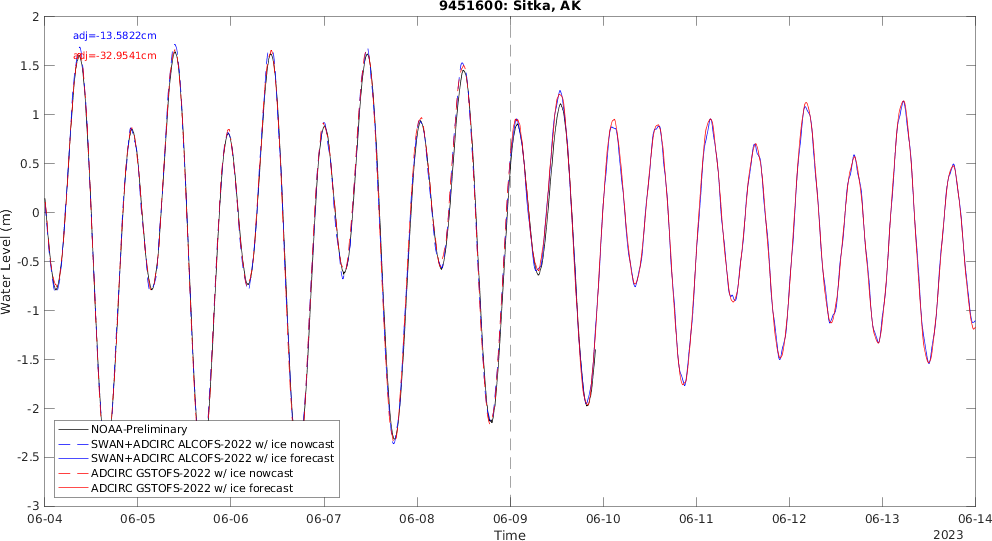 9451600: Sitka, AK
adj=-13.5822cm
adj=-32.9541cm
Water Level (m)
2
1.5
1
0.5
0
-0.5
-1
-1.5
-2
-2.5
-3
NOAA-Preliminary
SWAN+ADCIRC ALCOFS-2022 w/ ice nowcast
SWAN+ADCIRC ALCOFS-2022 w/ ice forecast
ADCIRC GSTOFS-2022 w/ ice nowcast
ADCIRC GSTOFS-2022 w/ ice forecast
06-04 06-05 06-06 06-07 06-08 06-09 06-10 06-11 06-12 06-13 06-14
Time
2023